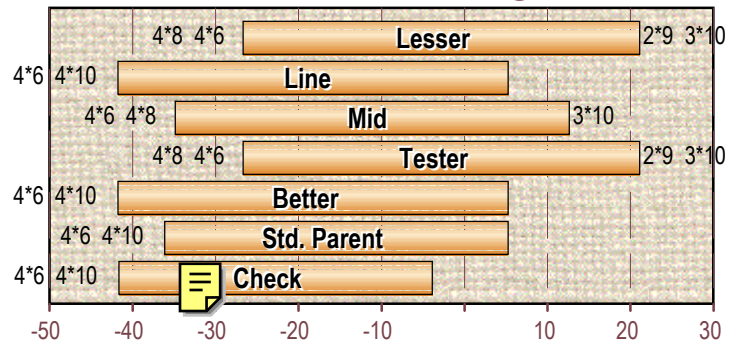 4*8 4*6 Lesser 2*9 3*10
4*6 4*10 Line
4*6 4*8 Mid 3*10
4*8 4*6 Tester 2*9 3*10
4*6 4*10 Better
4*6 4*10 Std. Parent
4*6 4*10 Check
-50 -40 -30 -20 -10 10 20 30